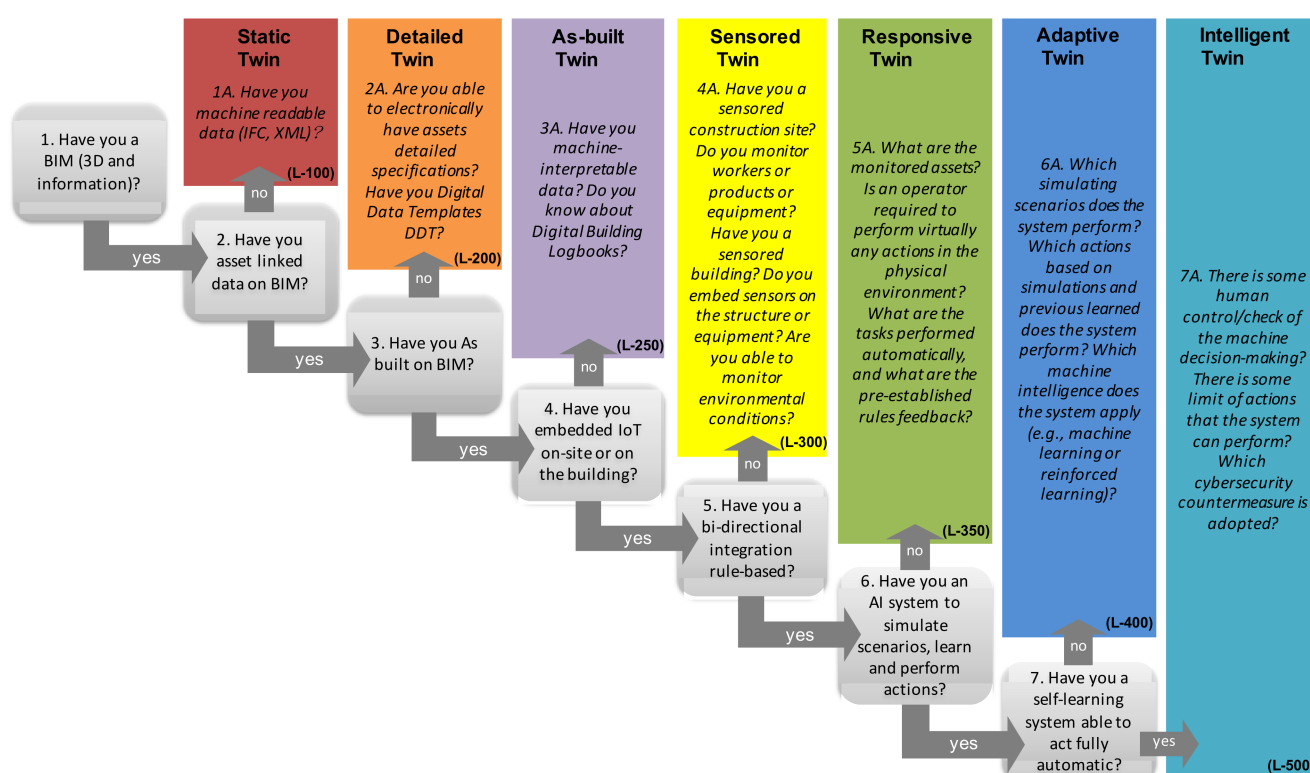 Static
Twin
1A. Have you
machine readable
data (IFC, XML)?
(L-100)
Detailed
Twin
2A. Are you able
to electronically
have assets
detailed
specifications?
Have you Digital
Data Templates
DDT?
(L-200)
As-built
Twin
3A. Have you
machine-
interpretable
data? Do you
know about
Digital Building
Logbooks?
(L-250)
Sensored
Twin
4A. Have you a
sensored
construction site?
Do you monitor
workers or
products or
equipment?
Have you a
sensored
building? Do you
embed sensors on
the structure or
equipment? Are
you able to
monitor
environmental
conditions?
(L-300)
Responsive
Twin
5A. What are the
monitored assets?
Is an operator
required to
perform virtually
any actions in the
physical
environment?
What are the
tasks performed
automatically,
and what are the
pre-established
rules feedback?
(L-350)
Adaptive
Twin
6A. Which
simulating
scenarios does the
system perform?
Which actions
based on
simulations and
previous learned
does the system
perform? Which
machine
intelligence does
the system apply
(e.g., machine
learning or
reinforced
learning)?
(L-400)
Intelligent
Twin
7A. There is some
human
control/check of
the machine
decision-making?
There is some
limit of actions
that the system
can perform?
Which
cybersecurity
countermeasure is
adopted?
(L-500
1. Have you a
BIM (3D and
information)?
yes
2. Have you
asset linked
data on BIM?
no
yes
3. Have you As
built on BIM?
no
yes
4. Have you
embedded IoT
on-site or on
the building?
no
yes
5. Have you a
bi-directional
integration
rule-based?
no
yes
6. Have you an
AI system to
simulate
scenarios, learn
and perform
actions?
no
yes
7. Have you a
self-learning
system able to
act fully
automatic?
no
yes